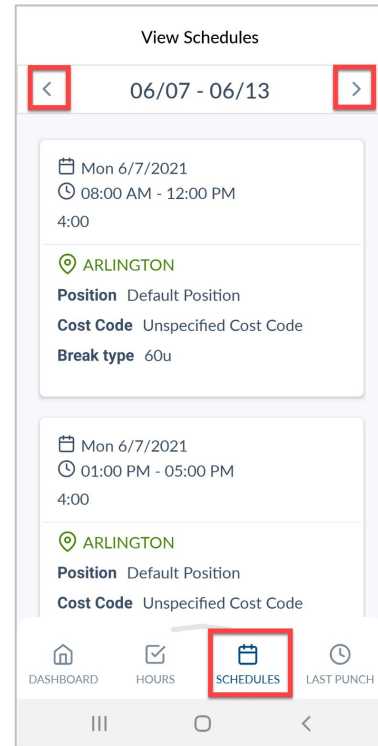 View Schedules
06/07 - 06/13
Mon 6/7/2021
08:00 AM - 12:00 PM
4:00
ARLINGTON
Position Default Position
Cost Code Unspecified Cost Code
Break type 60u
Mon 6/7/2021
01:00 PM - 05:00 PM
4:00
ARLINGTON
Position Default Position
Cost Code Unspecified Cost Code
DASHBOARD HOURS SCHEDULES LAST PUNCH